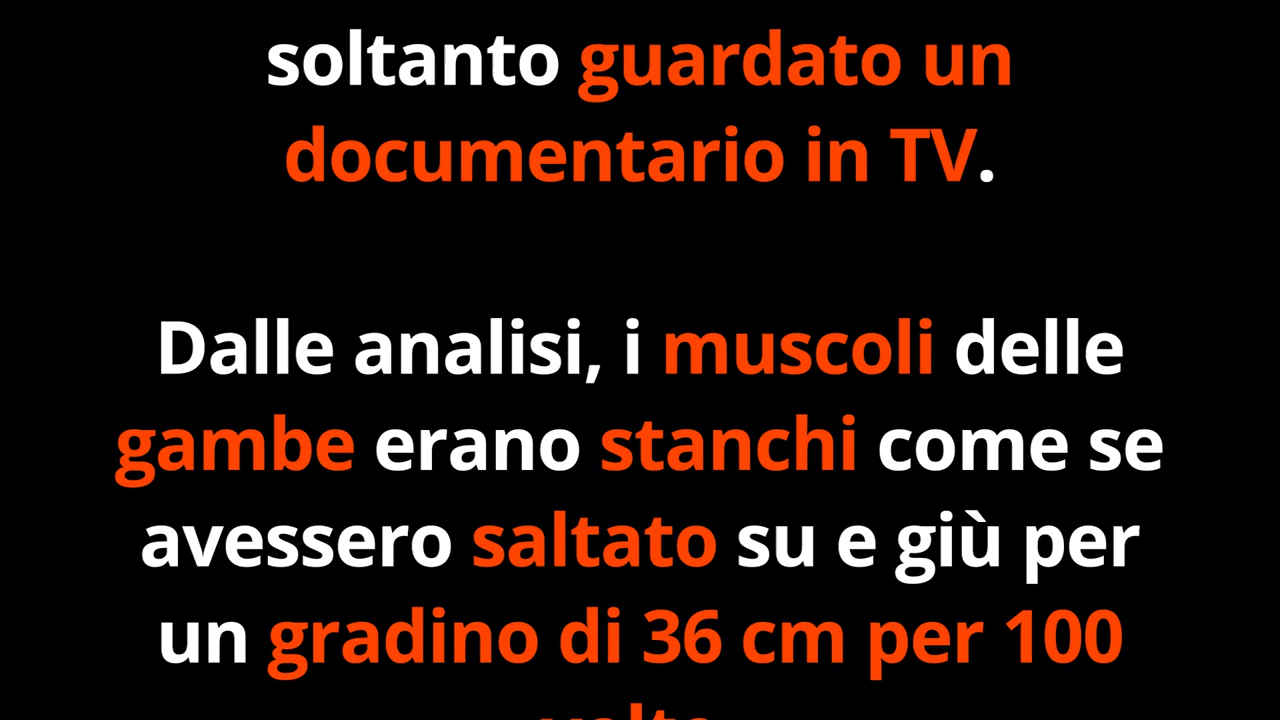 soltanto guardato un
documentario in TV.
Dalle analisi, i muscoli delle
gambe erano stanchi come se
avessero saltato su e giù per
un gradino di 36 cm per 100
volte